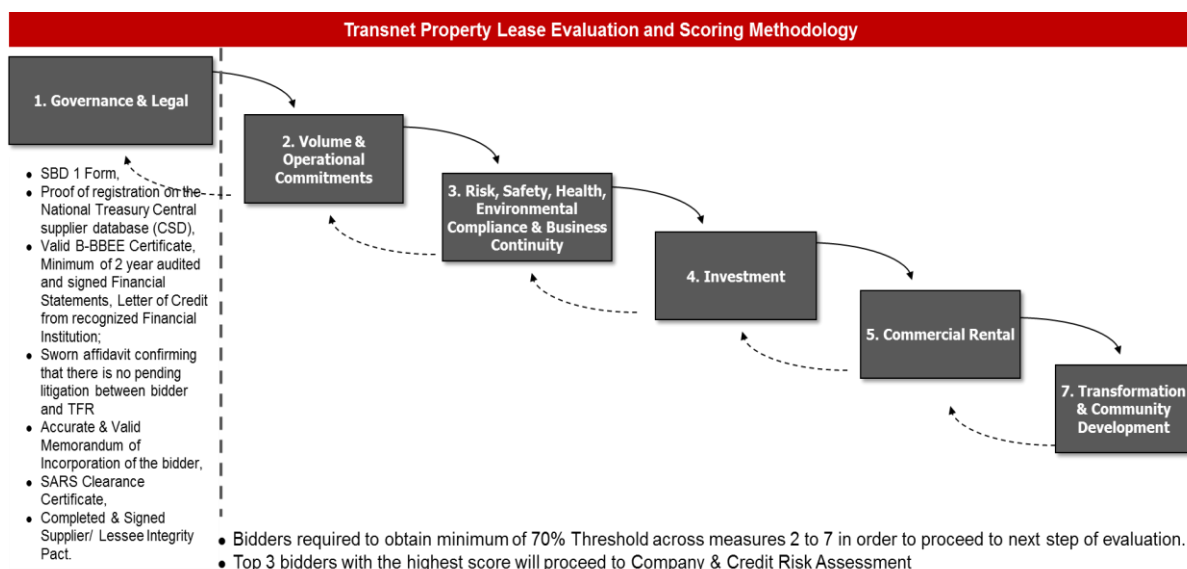 Transnet Property Lease Evaluation and Scoring Methodology
1. Governance & Legal
2. Volume &
Operational
Commitments
3. Risk, Safety, Health,
Environmental
Compliance & Business
Continuity
4. Investment
5. Commercial Rental
7. Transformation
& Community
Development
● SBD 1 Form,
● Proof of registration on the
National Treasury Central
supplier database (CSD),
● Valid B-BBEE Certificate,
Minimum of 2 year audited
and signed Financial
Statements, Letter of Credit
from recognized Financial
Institution;
● Sworn affidavit confirming
that there is no pending
litigation between bidder
and TFR
● Accurate & Valid
Memorandum of
Incorporation of the bidder,
● SARS Clearance
Certificate,
● Completed & Signed
Supplier/ Lessee Integrity
Pact.
● Bidders required to obtain minimum of 70% Threshold across measures 2 to 7 in order to proceed to next step of evaluation.
● Top 3 bidders with the highest score will proceed to Company & Credit Risk Assessment